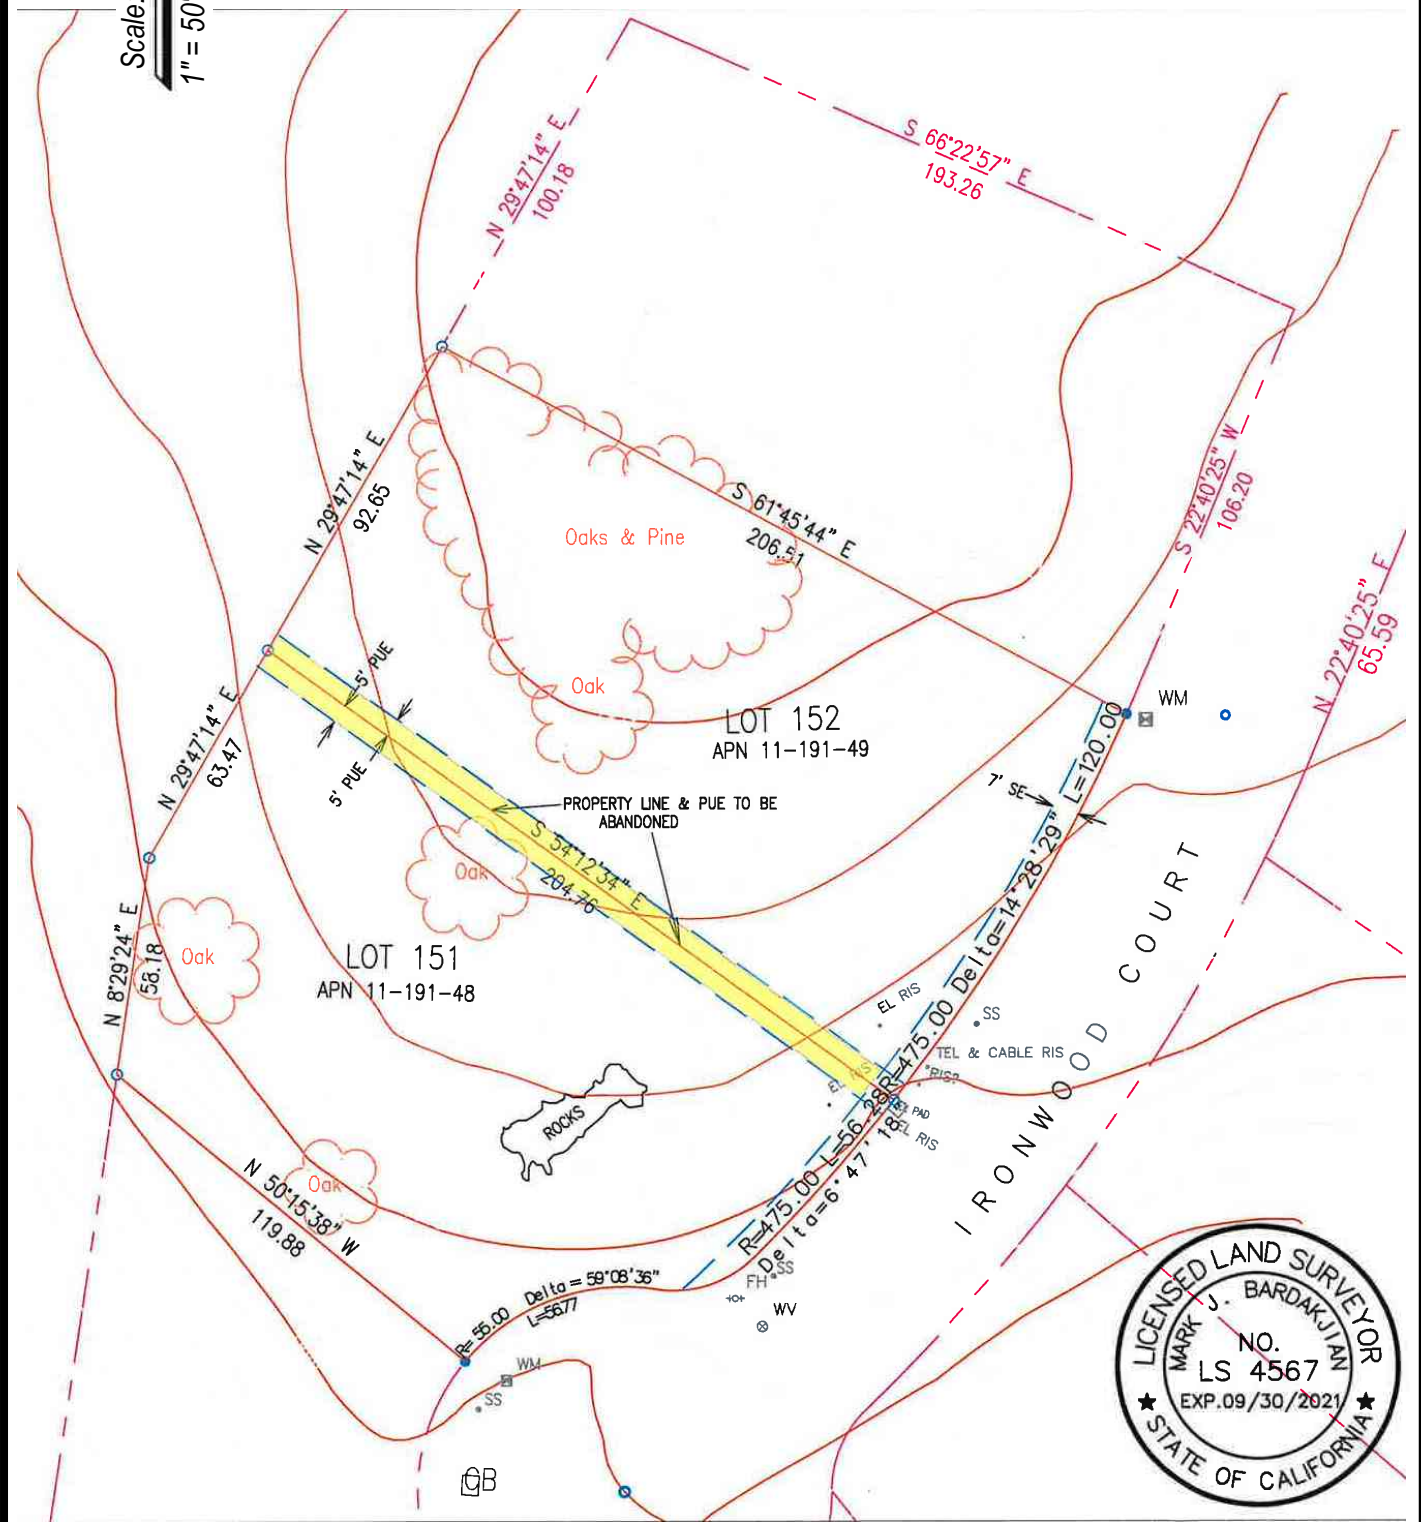 Scale:
1" = 50'
N 29°47'14" E
100.18
S 66°22'57" E
193.26
N 29°47'14" E
92.65
S 61°45'44" E
206.51
Oaks & Pine
S 22°40'25" W
106.20
N 22°40'25" E
65.59
5' PUE
Oak
LOT 152
APN 11-191-49
WM
N 29°47'14" E
63.47
5' PUE
PROPERTY LINE & PUE TO BE
ABANDONED
7' SE
S 54°12'34" E
204.76
Oak
R=475.00 Delta=14°28'29" L=120.00
N 8°29'24" E
58.18
Oak
LOT 151
APN 11-191-48
EL RIS
SS
TEL & CABLE RIS
RIS?
EL RIS
EL PAD
EL RIS
ROCKS
IRONWOOD COURT
Oak
N 50°15'38" W
119.88
R=475.00 L=56.28
Delta=6°47'18"
SS
FH
WV
R=55.00 Delta = 59°08'36"
L=56.77
WM
SS
GB
LICENSED LAND SURVEYOR
MARK J. BARDAKJIAN
NO.
LS 4567
EXP.09/30/2021
STATE OF CALIFORNIA